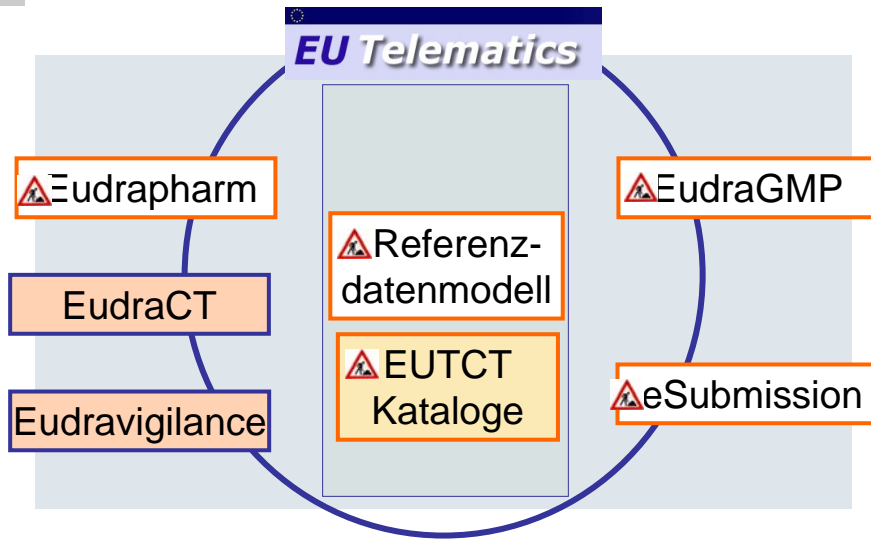 EU Telematics
Eudrapharm
EudraGMP
Referenz-
datenmodell
EudraCT
EUTCT
Kataloge
eSubmission
Eudravigilance